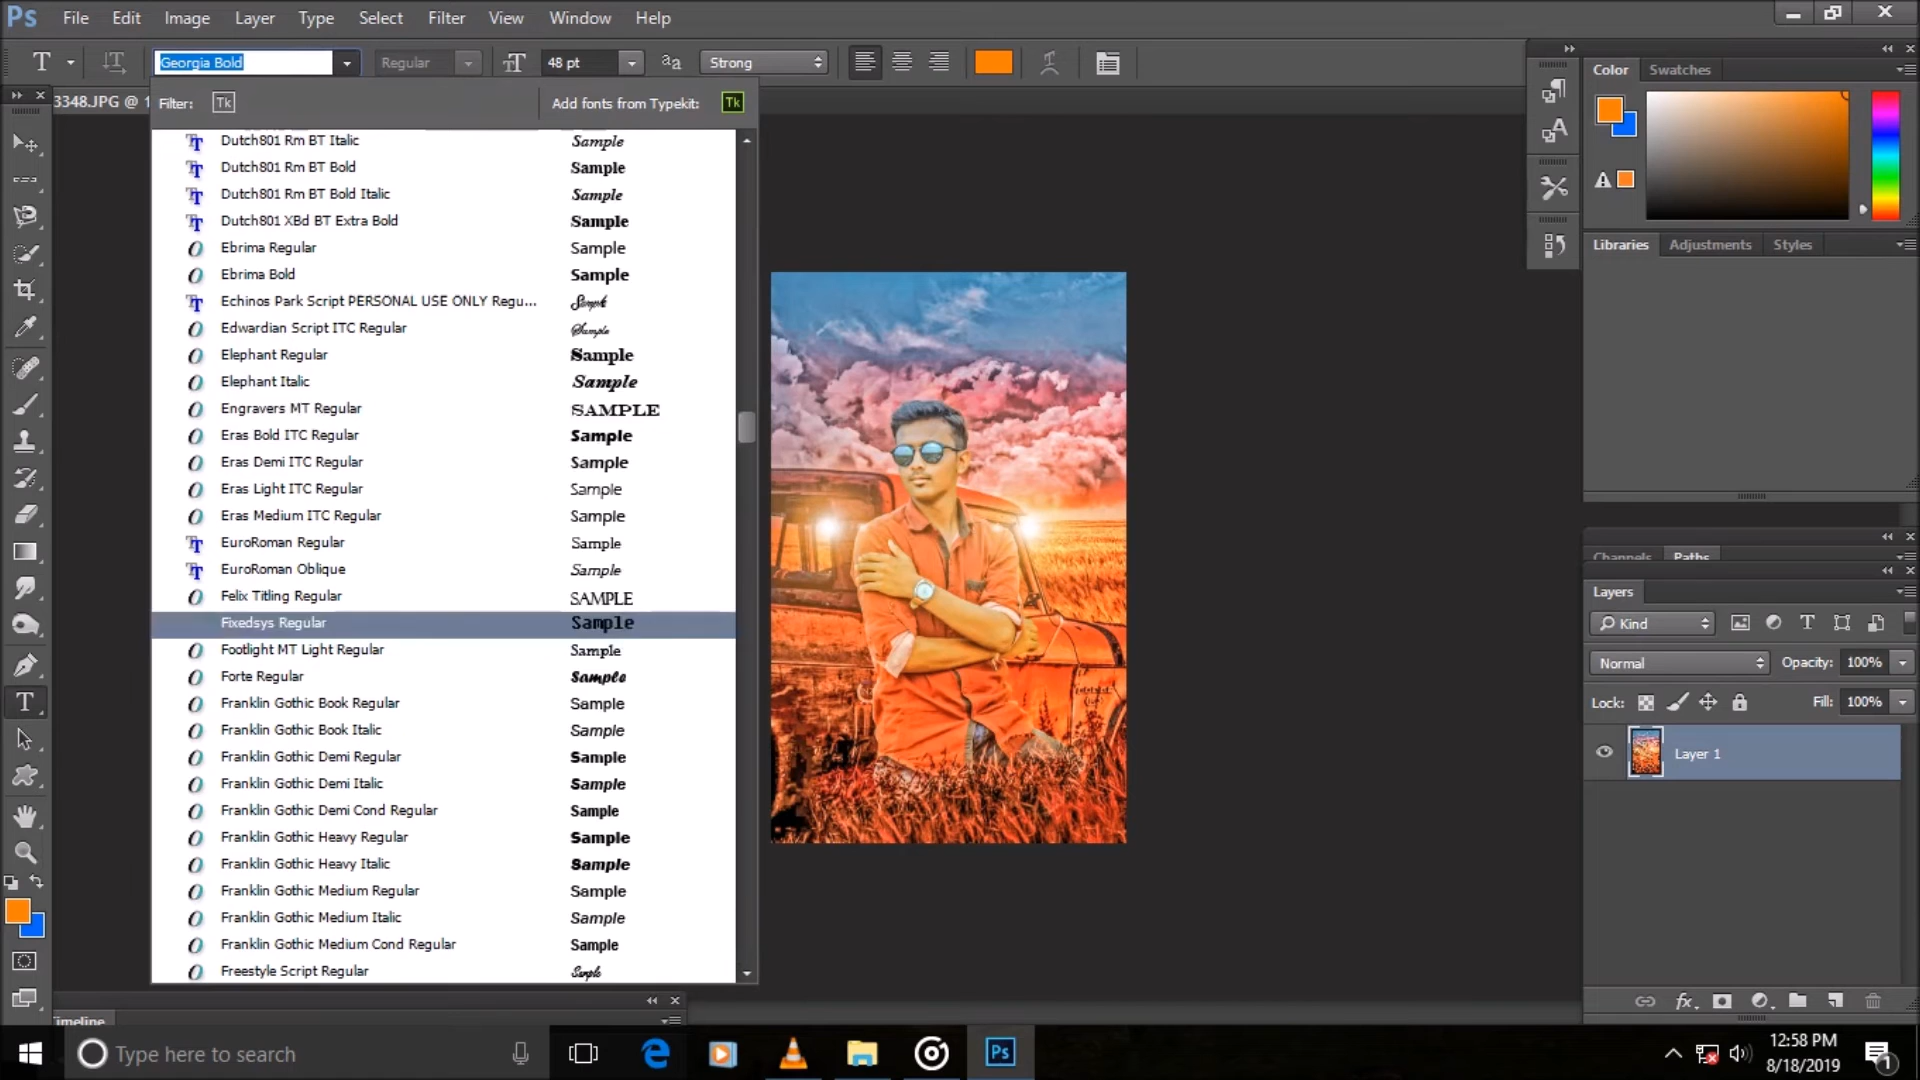 Ps File Edit Image Layer Type Select Filter View Window Help
T Georgia Bold Regular 48 pt aa Strong
3348.JPG @ 1
Filter: Tk Add fonts from Typekit: Tk
Dutch801 Rm BT Italic Sample
Dutch801 Rm BT Bold Sample
Dutch801 Rm BT Bold Italic Sample
Dutch801 XBd BT Extra Bold Sample
Ebrima Regular Sample
Ebrima Bold Sample
Echinos Park Script PERSONAL USE ONLY Regu... Sample
Edwardian Script ITC Regular Sample
Elephant Regular Sample
Elephant Italic Sample
Engravers MT Regular SAMPLE
Eras Bold ITC Regular Sample
Eras Demi ITC Regular Sample
Eras Light ITC Regular Sample
Eras Medium ITC Regular Sample
EuroRoman Regular Sample
EuroRoman Oblique Sample
Felix Titling Regular SAMPLE
Fixedsys Regular Sample
Footlight MT Light Regular Sample
Forte Regular Sample
Franklin Gothic Book Regular Sample
Franklin Gothic Book Italic Sample
Franklin Gothic Demi Regular Sample
Franklin Gothic Demi Italic Sample
Franklin Gothic Demi Cond Regular Sample
Franklin Gothic Heavy Regular Sample
Franklin Gothic Heavy Italic Sample
Franklin Gothic Medium Regular Sample
Franklin Gothic Medium Italic Sample
Franklin Gothic Medium Cond Regular Sample
Freestyle Script Regular Sample
Timeline
Color Swatches
Libraries Adjustments Styles
Channels Paths
Layers
Kind
Normal Opacity: 100%
Lock: Fill: 100%
Layer 1
fx
Type here to search
Ps
12:58 PM
8/18/2019
1